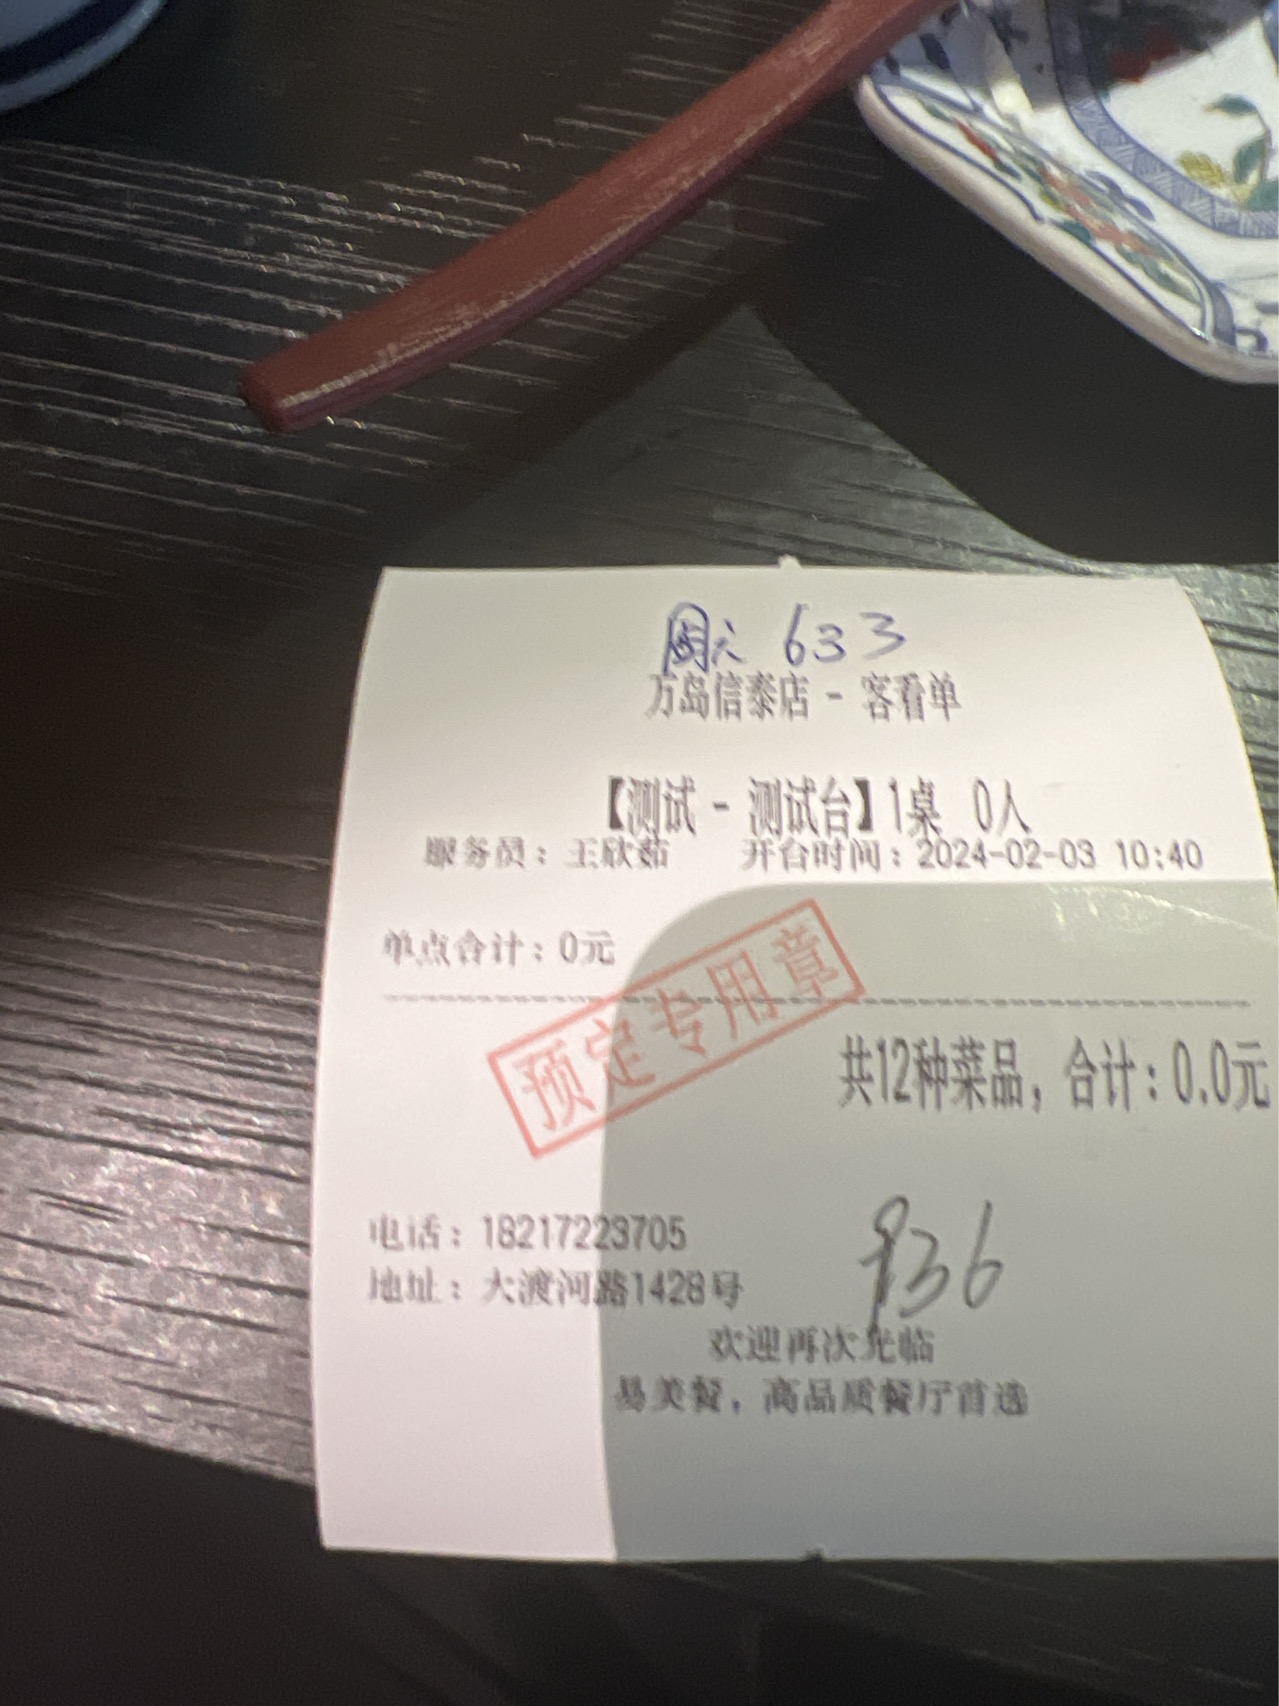 633
万岛信泰店 - 客看单
【测试 - 测试台】1桌 0人
服务员：王欣茹 开台时间：2024-02-03 10:40
单点合计：0元
预定专用章
共12种菜品，合计：0.0元
电话：18217223705
地址：大渡河路1428号
936
欢迎再次光临
易美餐，高品质餐厅首选